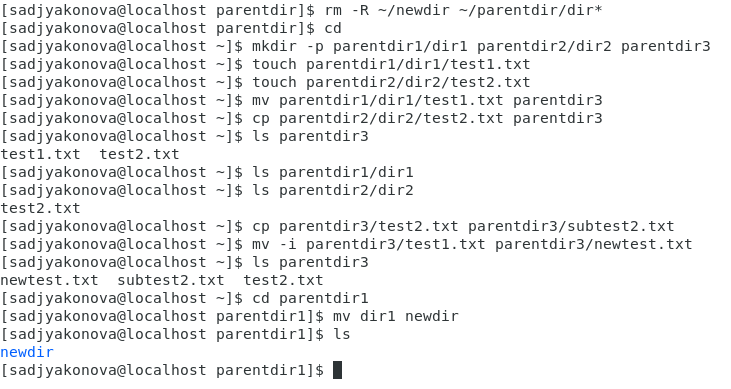 [sadjyakonova@localhost parentdir]$ rm -R ~/newdir ~/parentdir/dir*
[sadjyakonova@localhost parentdir]$ cd
[sadjyakonova@localhost ~]$ mkdir -p parentdir1/dir1 parentdir2/dir2 parentdir3
[sadjyakonova@localhost ~]$ touch parentdir1/dir1/test1.txt
[sadjyakonova@localhost ~]$ touch parentdir2/dir2/test2.txt
[sadjyakonova@localhost ~]$ mv parentdir1/dir1/test1.txt parentdir3
[sadjyakonova@localhost ~]$ cp parentdir2/dir2/test2.txt parentdir3
[sadjyakonova@localhost ~]$ ls parentdir3
test1.txt  test2.txt
[sadjyakonova@localhost ~]$ ls parentdir1/dir1
[sadjyakonova@localhost ~]$ ls parentdir2/dir2
test2.txt
[sadjyakonova@localhost ~]$ cp parentdir3/test2.txt parentdir3/subtest2.txt
[sadjyakonova@localhost ~]$ mv -i parentdir3/test1.txt parentdir3/newtest.txt
[sadjyakonova@localhost ~]$ ls parentdir3
newtest.txt  subtest2.txt  test2.txt
[sadjyakonova@localhost ~]$ cd parentdir1
[sadjyakonova@localhost parentdir1]$ mv dir1 newdir
[sadjyakonova@localhost parentdir1]$ ls
newdir
[sadjyakonova@localhost parentdir1]$